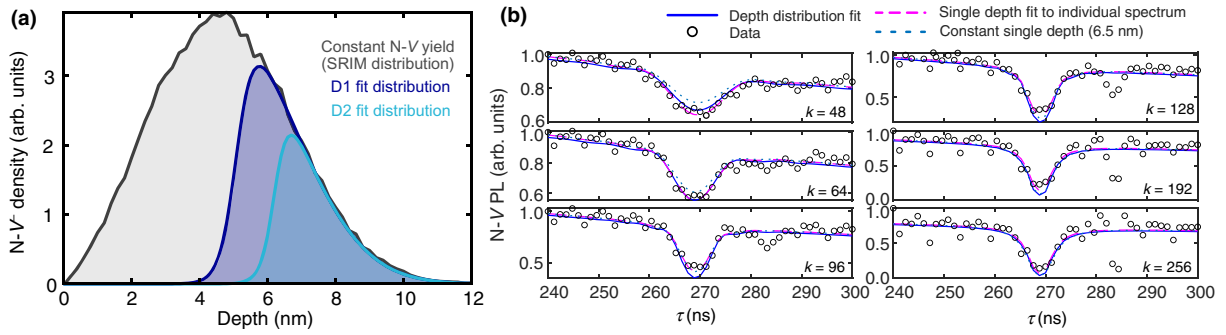 (a)
N-V⁻ density (arb. units)
3
2
1
0
0 2 4 6 8 10 12
Depth (nm)
Constant N-V yield
(SRIM distribution)
D1 fit distribution
D2 fit distribution
(b)
Depth distribution fit
Data
Single depth fit to individual spectrum
Constant single depth (6.5 nm)
N-V PL (arb. units)
1.0
0.8
0.6
k = 48
1.0
0.8
0.6
k = 64
1.0
0.5
k = 96
240 250 260 270 280 290 300
τ (ns)
1.0
0.5
k = 128
1.0
0.5
0.0
k = 192
1.0
0.5
0.0
k = 256
240 250 260 270 280 290 300
τ (ns)